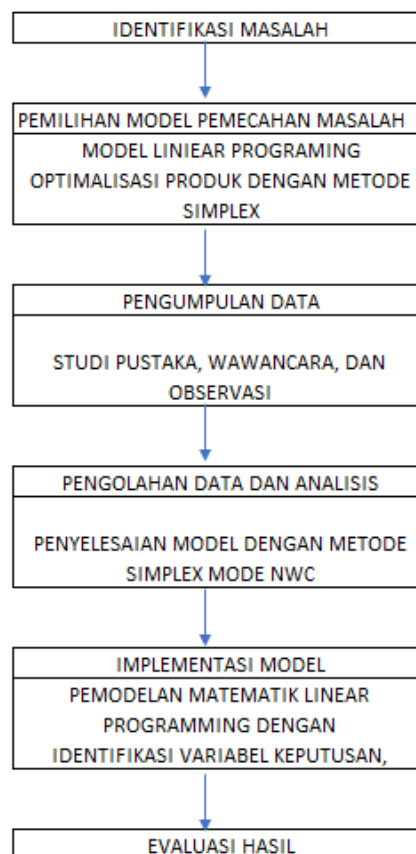 IDENTIFIKASI MASALAH
PEMILIHAN MODEL PEMECAHAN MASALAH
MODEL LINIEAR PROGRAMING
OPTIMALISASI PRODUK DENGAN METODE
SIMPLEX
PENGUMPULAN DATA
STUDI PUSTAKA, WAWANCARA, DAN
OBSERVASI
PENGOLAHAN DATA DAN ANALISIS
PENYELESAIAN MODEL DENGAN METODE
SIMPLEX MODE NWC
IMPLEMENTASI MODEL
PEMODELAN MATEMATIK LINEAR
PROGRAMMING DENGAN
IDENTIFIKASI VARIABEL KEPUTUSAN,
EVALUASI HASIL